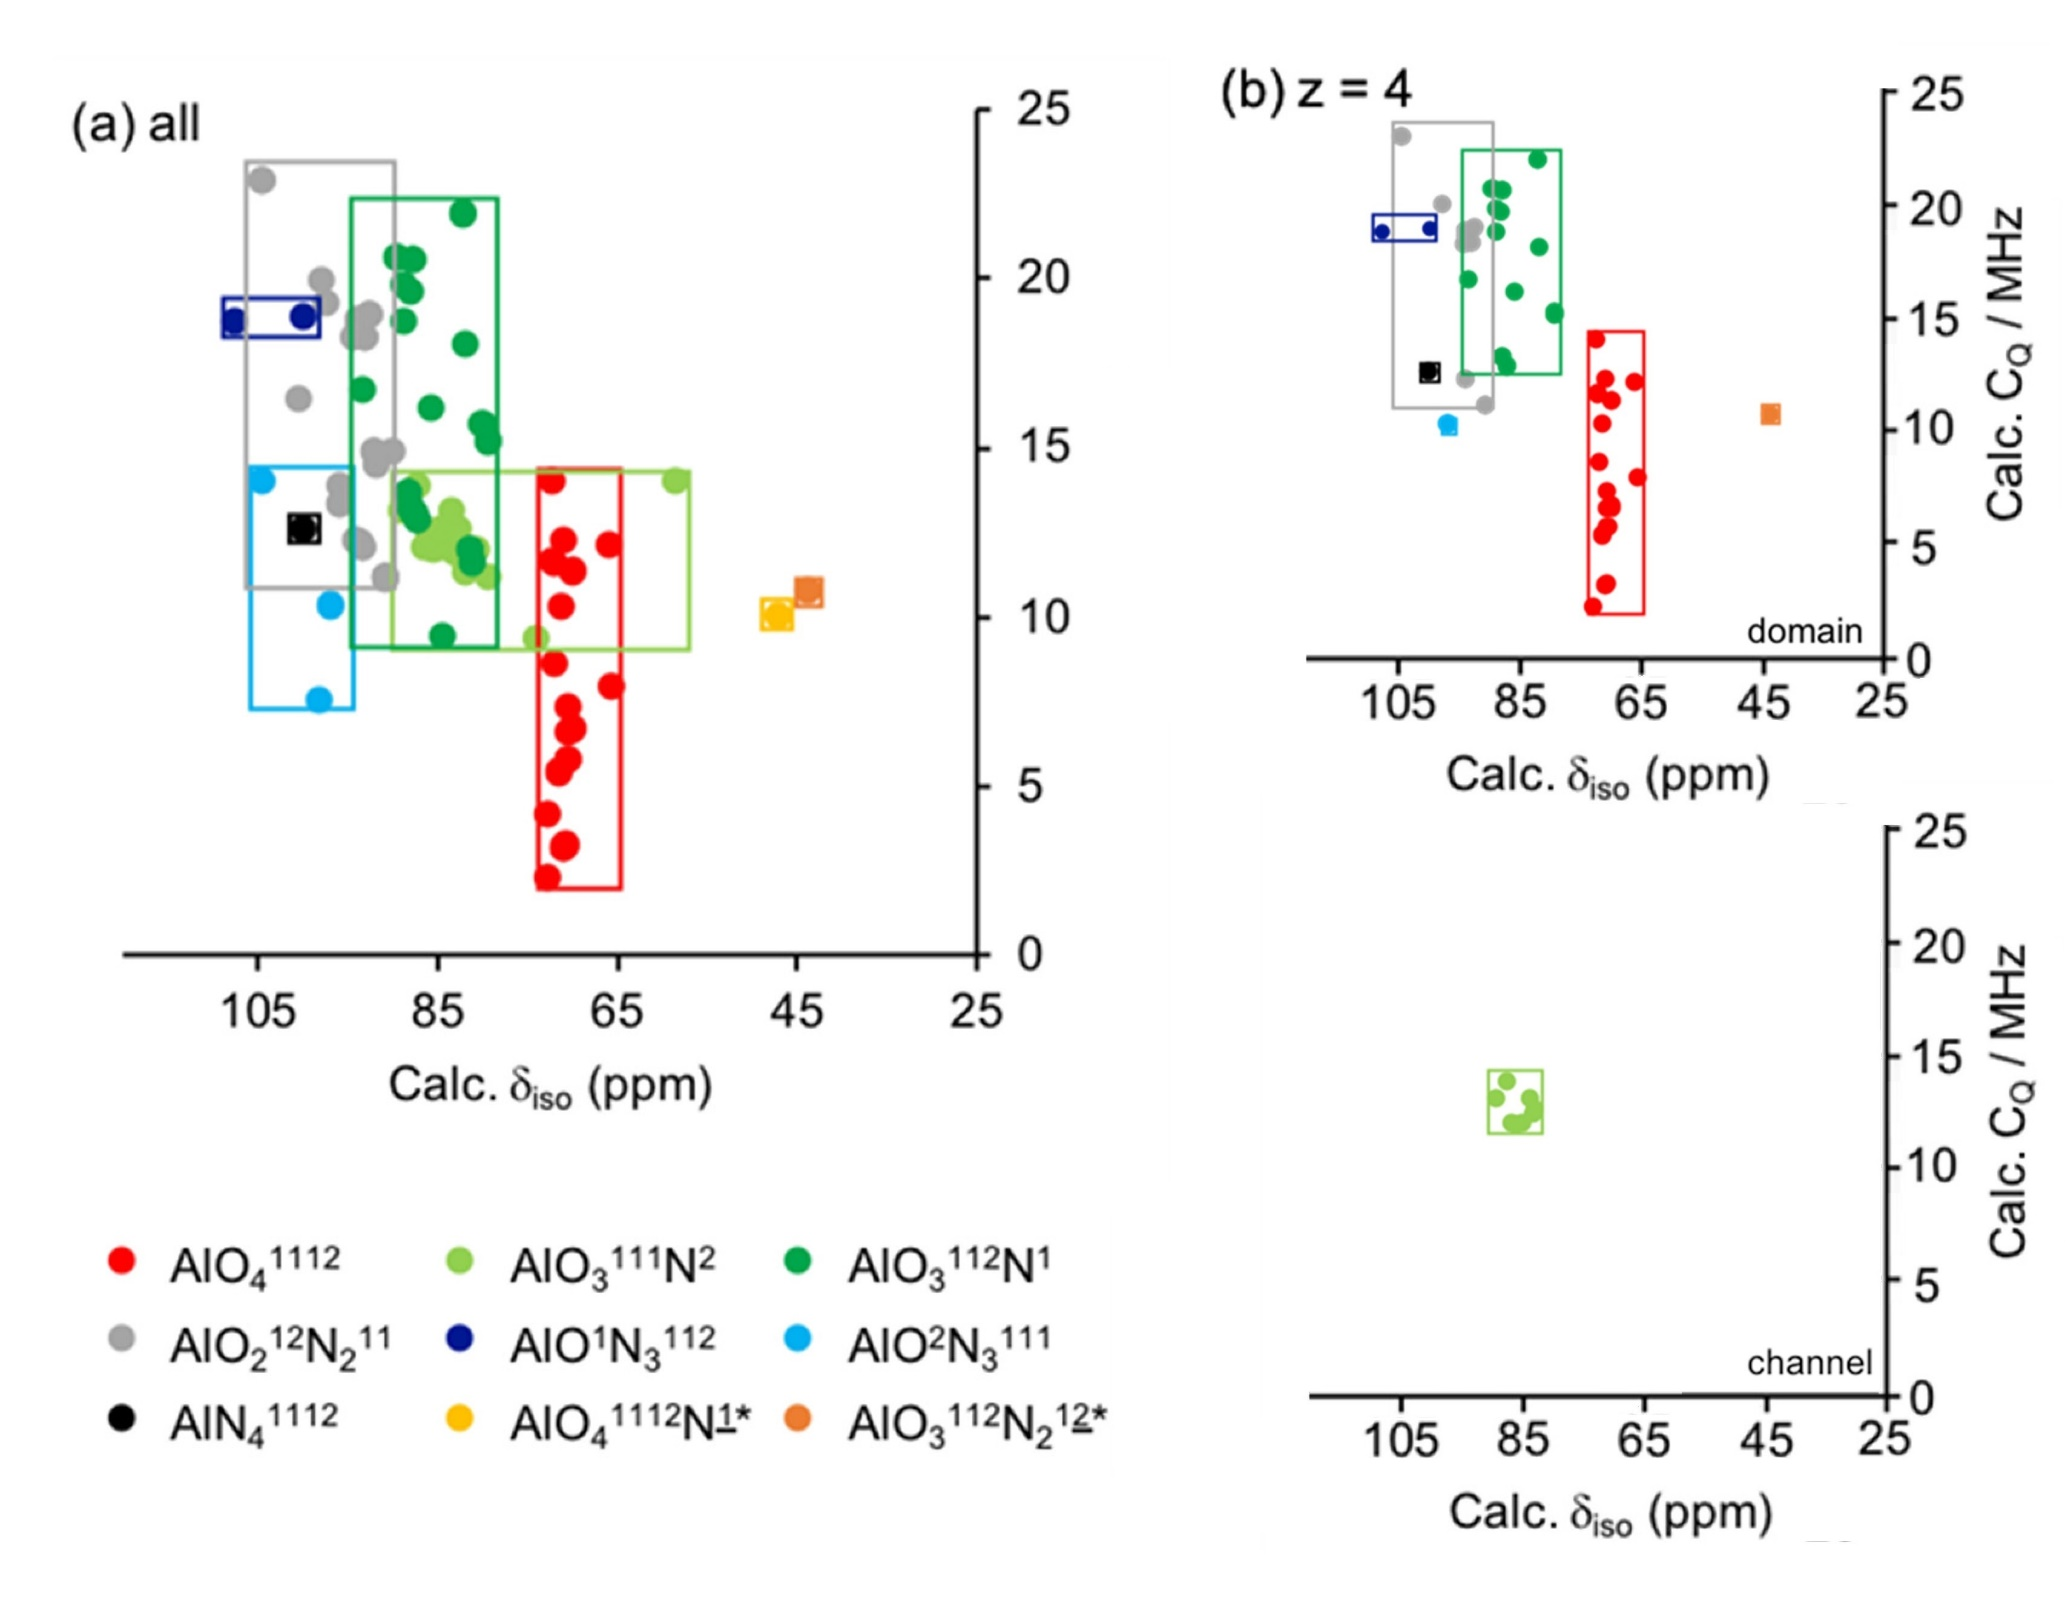 (a) all
25
20
15
10
5
0
105 85 65 45 25
Calc. δiso (ppm)
(b) z = 4
25
20
15
10
5
0
Calc. CQ / MHz
domain
105 85 65 45 25
Calc. δiso (ppm)
25
20
15
10
5
0
Calc. CQ / MHz
channel
105 85 65 45 25
Calc. δiso (ppm)
AlO₄¹¹¹² AlO₃¹¹¹N² AlO₃¹¹²N¹
AlO₂¹²N₂¹¹ AlO¹N₃¹¹² AlO²N₃¹¹¹
AlN₄¹¹¹² AlO₄¹¹¹²N¹̲* AlO₃¹¹²N₂¹²̲*